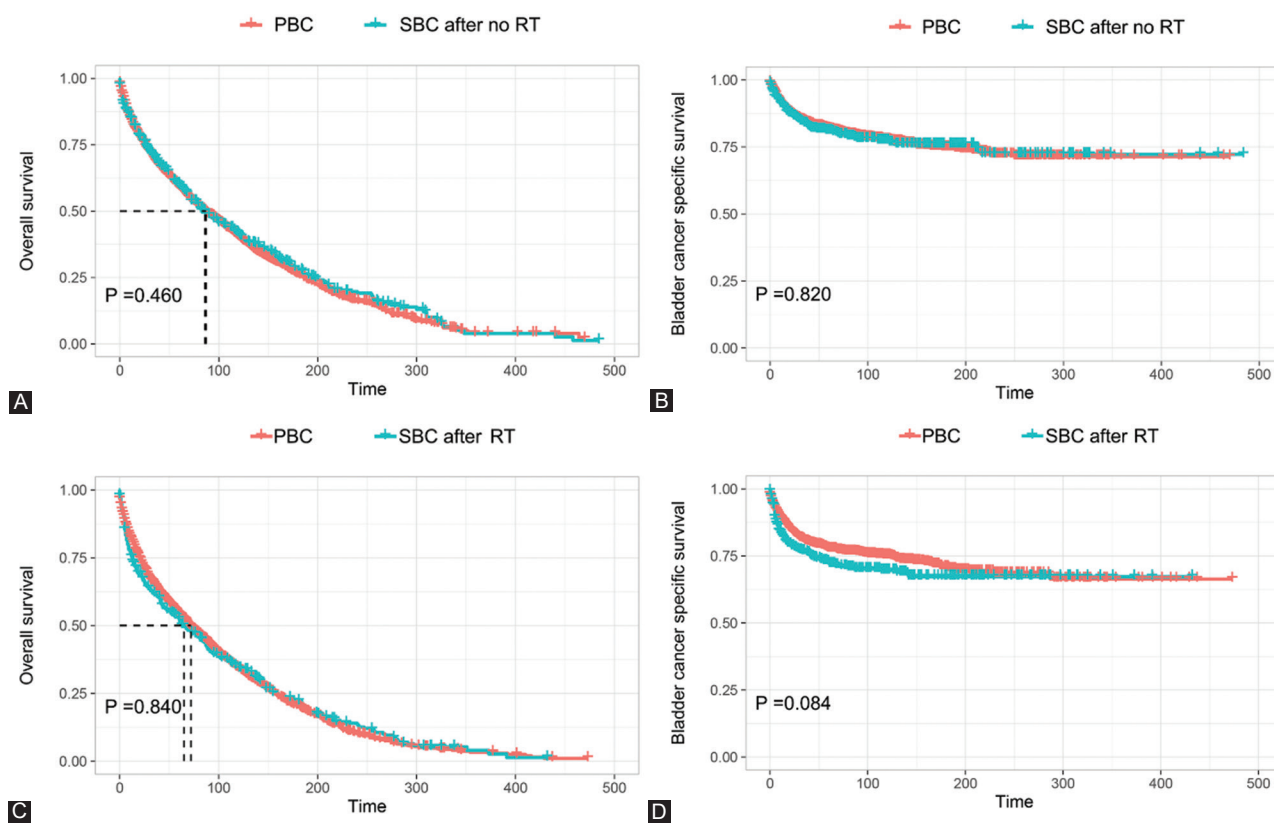 PBC SBC after no RT
Overall survival
1.00
0.75
0.50
0.25
0.00
P =0.460
0 100 200 300 400 500
Time
A
PBC SBC after no RT
Bladder cancer specific survival
1.00
0.75
0.50
0.25
0.00
P =0.820
0 100 200 300 400 500
Time
B
PBC SBC after RT
Overall survival
1.00
0.75
0.50
0.25
0.00
P =0.840
0 100 200 300 400 500
Time
C
PBC SBC after RT
Bladder cancer specific survival
1.00
0.75
0.50
0.25
0.00
P =0.084
0 100 200 300 400 500
Time
D